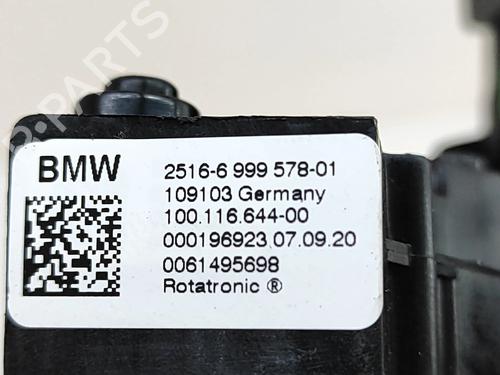 BMW
2516-6 999 578-01
109103 Germany
100.116.644-00
000196923 07.09.20
0061495698
Rotatronic ®